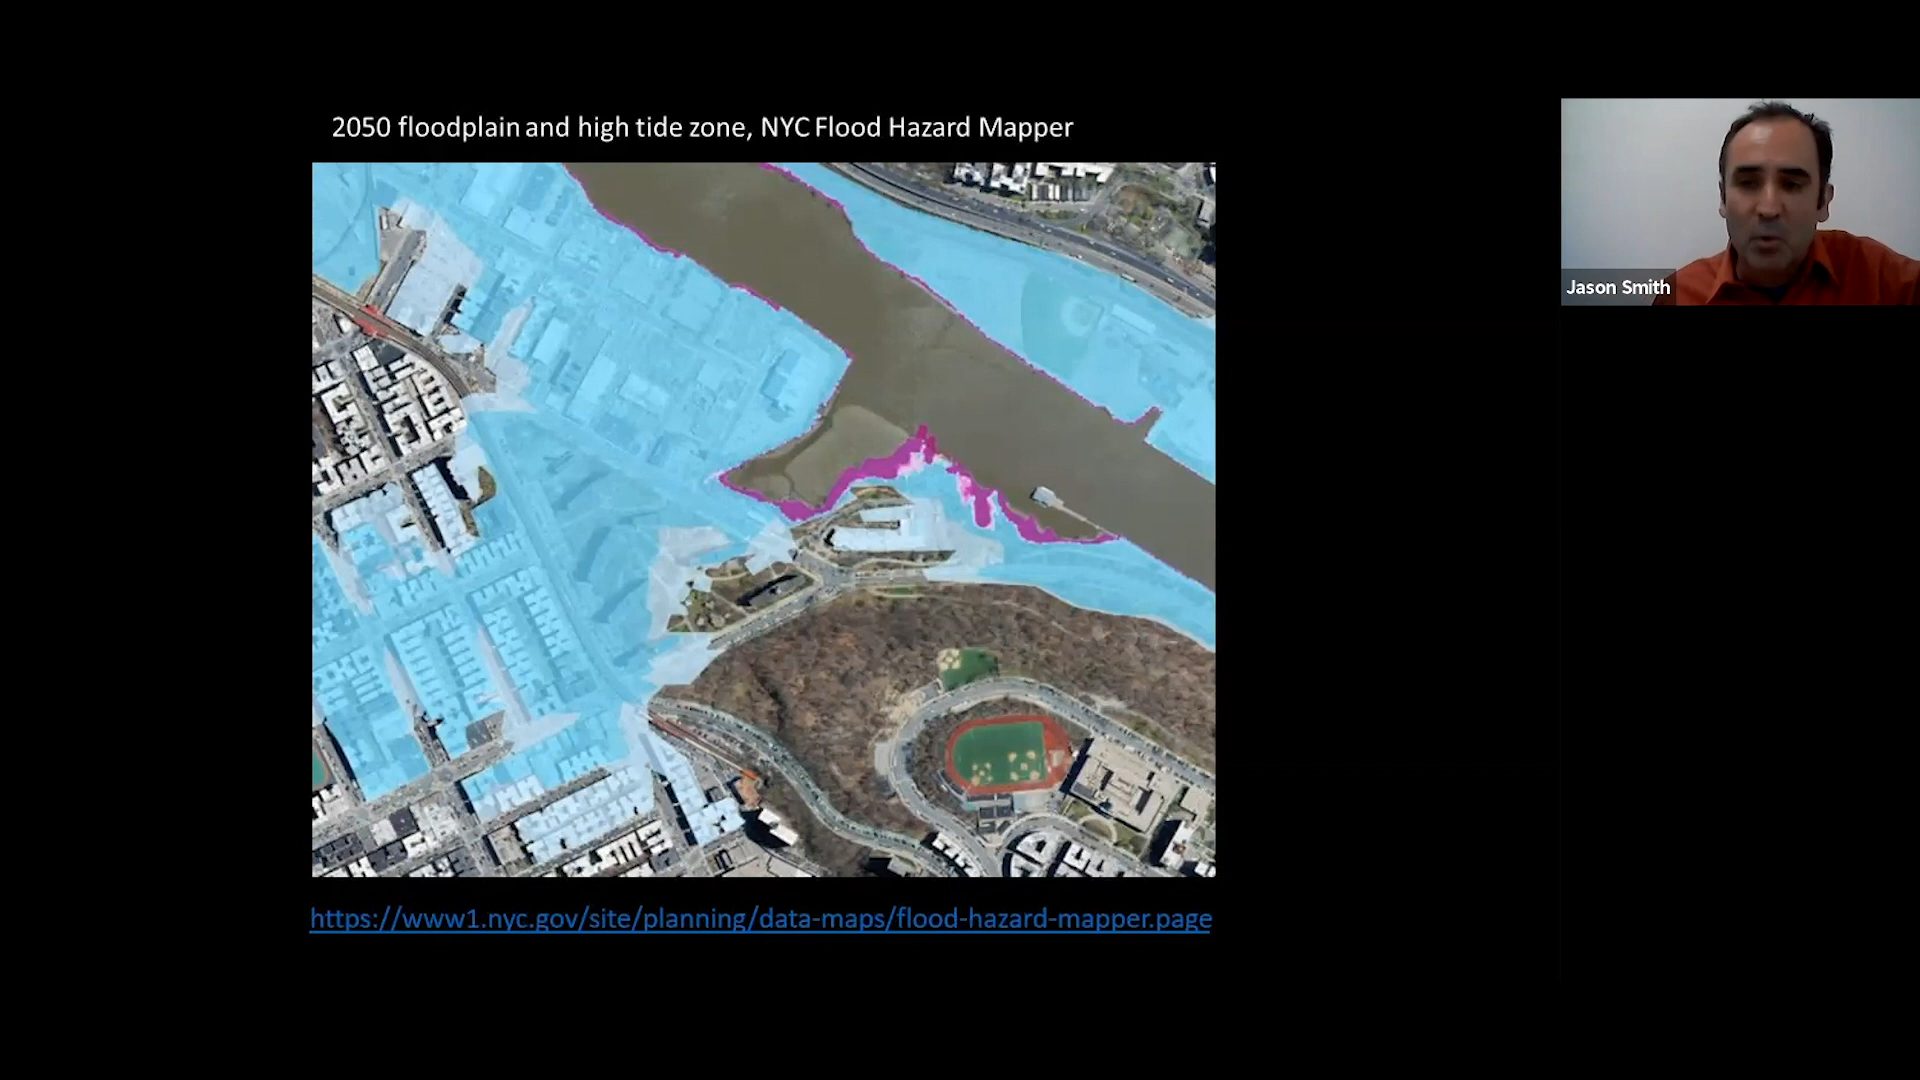 2050 floodplain and high tide zone, NYC Flood Hazard Mapper
Jason Smith
https://www1.nyc.gov/site/planning/data-maps/flood-hazard-mapper.page